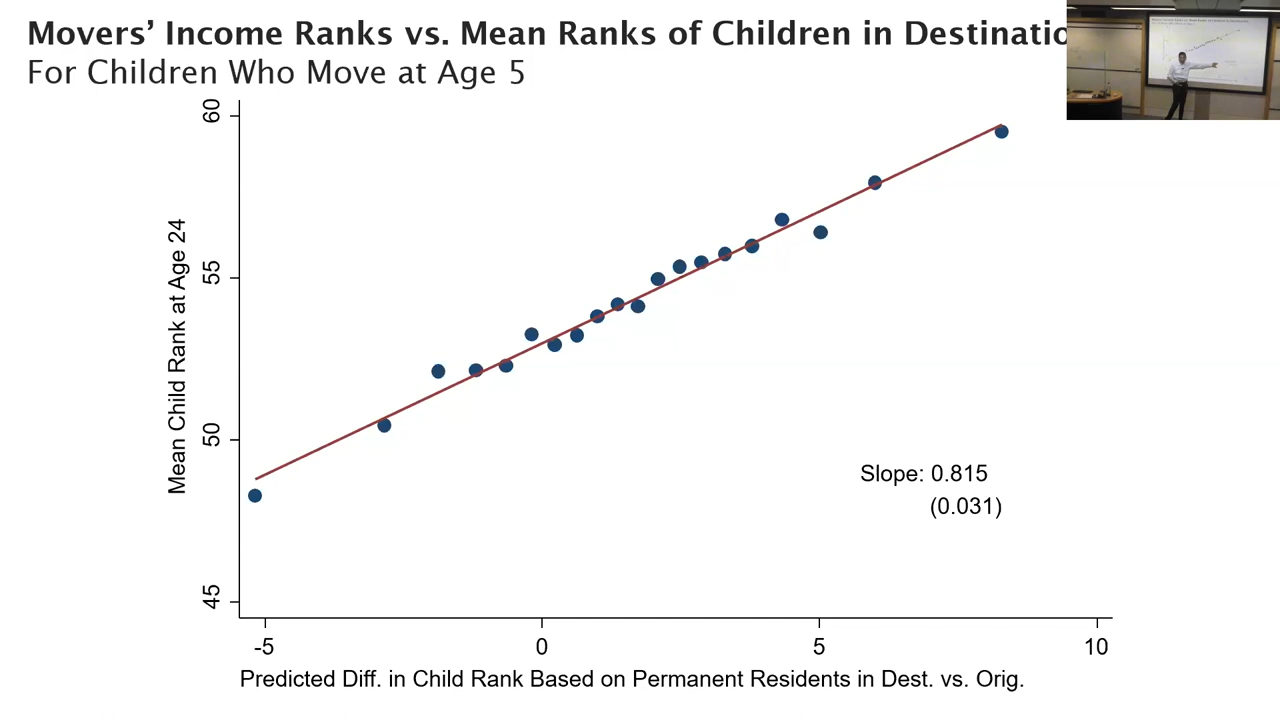 Movers’ Income Ranks vs. Mean Ranks of Children in Destinatio
For Children Who Move at Age 5
60
55
50
45
Mean Child Rank at Age 24
Slope: 0.815
(0.031)
-5 0 5 10
Predicted Diff. in Child Rank Based on Permanent Residents in Dest. vs. Orig.